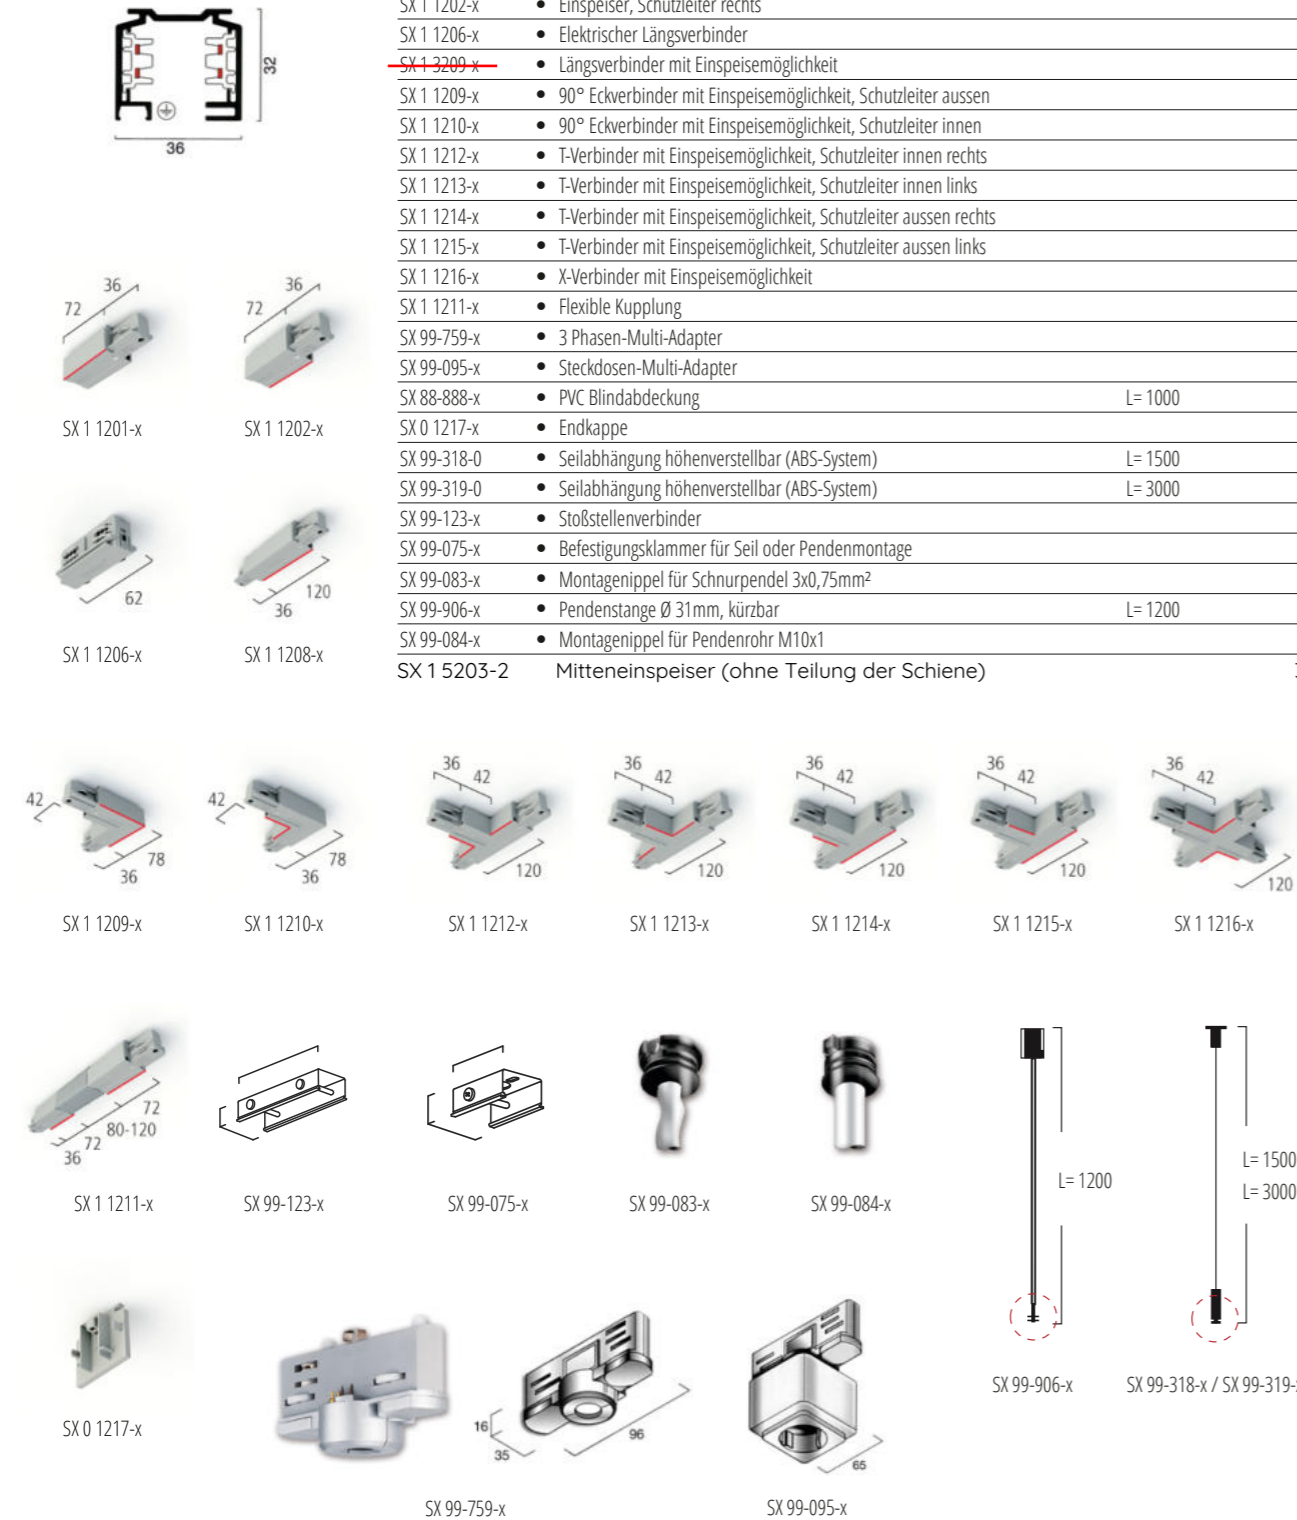 SX 1 1202-x • Einspeiser, Schutzleiter rechts
SX 1 1206-x • Elektrischer Längsverbinder
SX 1 3209-x • Längsverbinder mit Einspeisemöglichkeit
SX 1 1209-x • 90° Eckverbinder mit Einspeisemöglichkeit, Schutzleiter aussen
SX 1 1210-x • 90° Eckverbinder mit Einspeisemöglichkeit, Schutzleiter innen
SX 1 1212-x • T-Verbinder mit Einspeisemöglichkeit, Schutzleiter innen rechts
SX 1 1213-x • T-Verbinder mit Einspeisemöglichkeit, Schutzleiter innen links
SX 1 1214-x • T-Verbinder mit Einspeisemöglichkeit, Schutzleiter aussen rechts
SX 1 1215-x • T-Verbinder mit Einspeisemöglichkeit, Schutzleiter aussen links
SX 1 1216-x • X-Verbinder mit Einspeisemöglichkeit
SX 1 1211-x • Flexible Kupplung
SX 99-759-x • 3 Phasen-Multi-Adapter
SX 99-095-x • Steckdosen-Multi-Adapter
SX 88-888-x • PVC Blindabdeckung L= 1000
SX 0 1217-x • Endkappe
SX 99-318-0 • Seilabhängung höhenverstellbar (ABS-System) L= 1500
SX 99-319-0 • Seilabhängung höhenverstellbar (ABS-System) L= 3000
SX 99-123-x • Stoßstellenverbinder
SX 99-075-x • Befestigungsklammer für Seil oder Pendenmontage
SX 99-083-x • Montagenippel für Schnurpendel 3x0,75mm²
SX 99-906-x • Pendenstange Ø 31mm, kürzbar L= 1200
SX 99-084-x • Montagenippel für Pendenrohr M10x1
SX 1 5203-2 Mitteneinspeiser (ohne Teilung der Schiene)
32
36
36 36
72 72
SX 1 1201-x SX 1 1202-x
62 120
36
SX 1 1206-x SX 1 1208-x
36 42 36 42 36 42 36 42 36 42
42 78 36 42 78 36 120 120 120 120 120
SX 1 1209-x SX 1 1210-x SX 1 1212-x SX 1 1213-x SX 1 1214-x SX 1 1215-x SX 1 1216-x
72
80-120
72
36
L= 1200
L= 1500
L= 3000
SX 1 1211-x SX 99-123-x SX 99-075-x SX 99-083-x SX 99-084-x
SX 99-906-x SX 99-318-x / SX 99-319-
16
35 96
65
SX 0 1217-x
SX 99-759-x SX 99-095-x